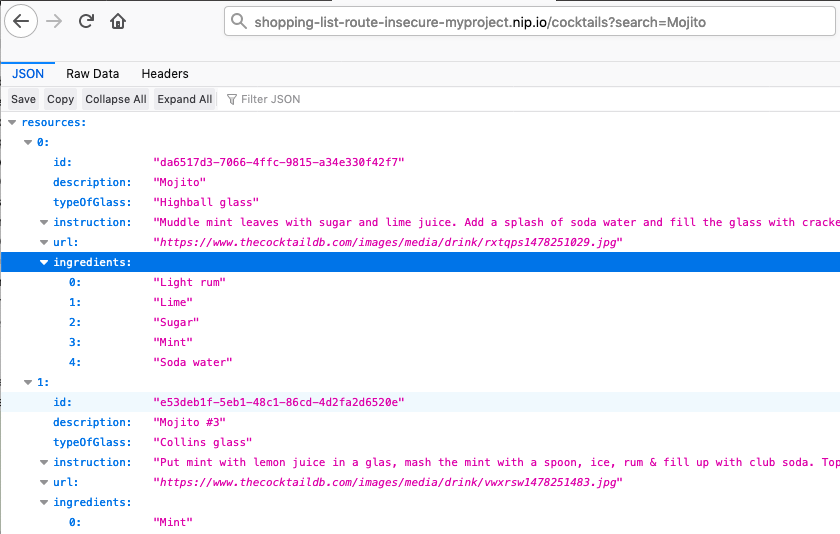 shopping-list-route-insecure-myproject.nip.io/cocktails?search=Mojito
JSON Raw Data Headers
Save Copy Collapse All Expand All Filter JSON
resources:
0:
id: "da6517d3-7066-4ffc-9815-a34e330f42f7"
description: "Mojito"
typeOfGlass: "Highball glass"
instruction: "Muddle mint leaves with sugar and lime juice. Add a splash of soda water and fill the glass with cracke
url: "https://www.thecocktaildb.com/images/media/drink/rxtqps1478251029.jpg"
ingredients:
0: "Light rum"
1: "Lime"
2: "Sugar"
3: "Mint"
4: "Soda water"
1:
id: "e53deb1f-5eb1-48c1-86cd-4d2fa2d6520e"
description: "Mojito #3"
typeOfGlass: "Collins glass"
instruction: "Put mint with lemon juice in a glas, mash the mint with a spoon, ice, rum & fill up with club soda. Top
url: "https://www.thecocktaildb.com/images/media/drink/vwxrsw1478251483.jpg"
ingredients:
0: "Mint"